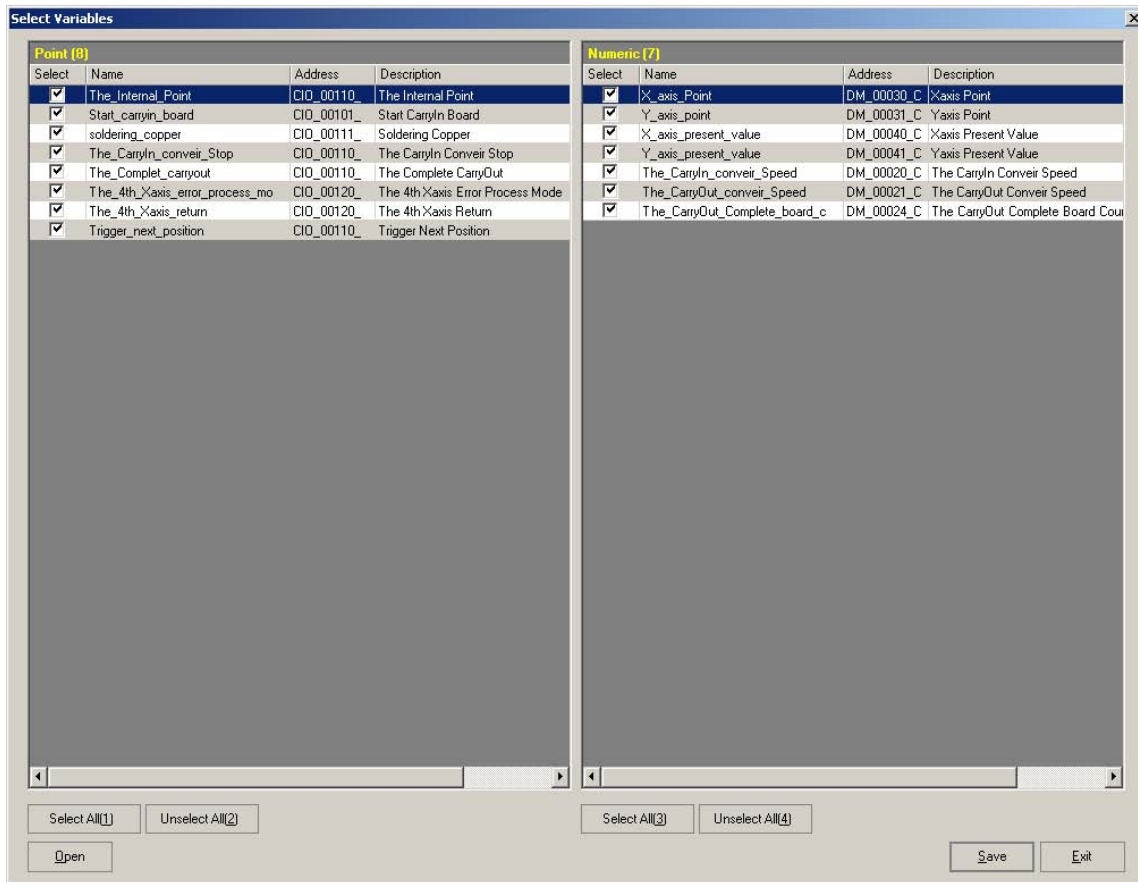 Select Variables
Point (8)
Select Name Address Description
The_Internal_Point CIO_00110_ The Internal Point
Start_carryin_board CIO_00101_ Start CarryIn Board
soldering_copper CIO_00111_ Soldering Copper
The_CarryIn_conveir_Stop CIO_00110_ The CarryIn Conveir Stop
The_Complet_carryout CIO_00110_ The Complete CarryOut
The_4th_Xaxis_error_process_mo CIO_00120_ The 4th Xaxis Error Process Mode
The_4th_Xaxis_return CIO_00120_ The 4th Xaxis Return
Trigger_next_position CIO_00110_ Trigger Next Position
Select All(1) Unselect All(2)
Open
Numeric (7)
Select Name Address Description
X_axis_Point DM_00030_C Xaxis Point
Y_axis_point DM_00031_C Yaxis Point
X_axis_present_value DM_00040_C Xaxis Present Value
Y_axis_present_value DM_00041_C Yaxis Present Value
The_CarryIn_conveir_Speed DM_00020_C The CarryIn Conveir Speed
The_CarryOut_conveir_Speed DM_00021_C The CarryOut Conveir Speed
The_CarryOut_Complete_board_c DM_00024_C The CarryOut Complete Board Cour
Select All(3) Unselect All(4)
Save Exit